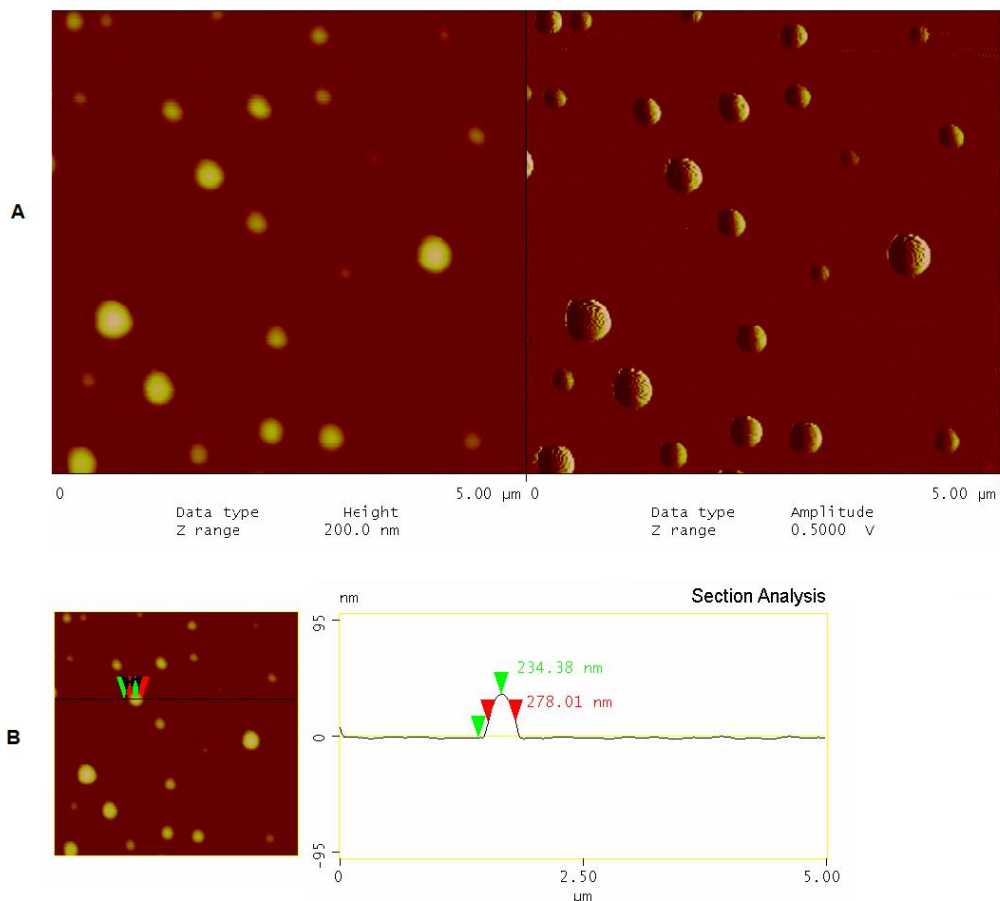 A
0 5.00 µm 0 5.00 µm
Data type Height Data type Amplitude
Z range 200.0 nm Z range 0.5000 V
nm Section Analysis
95
234.38 nm
278.01 nm
B
0
-95
0 2.50 5.00
µm